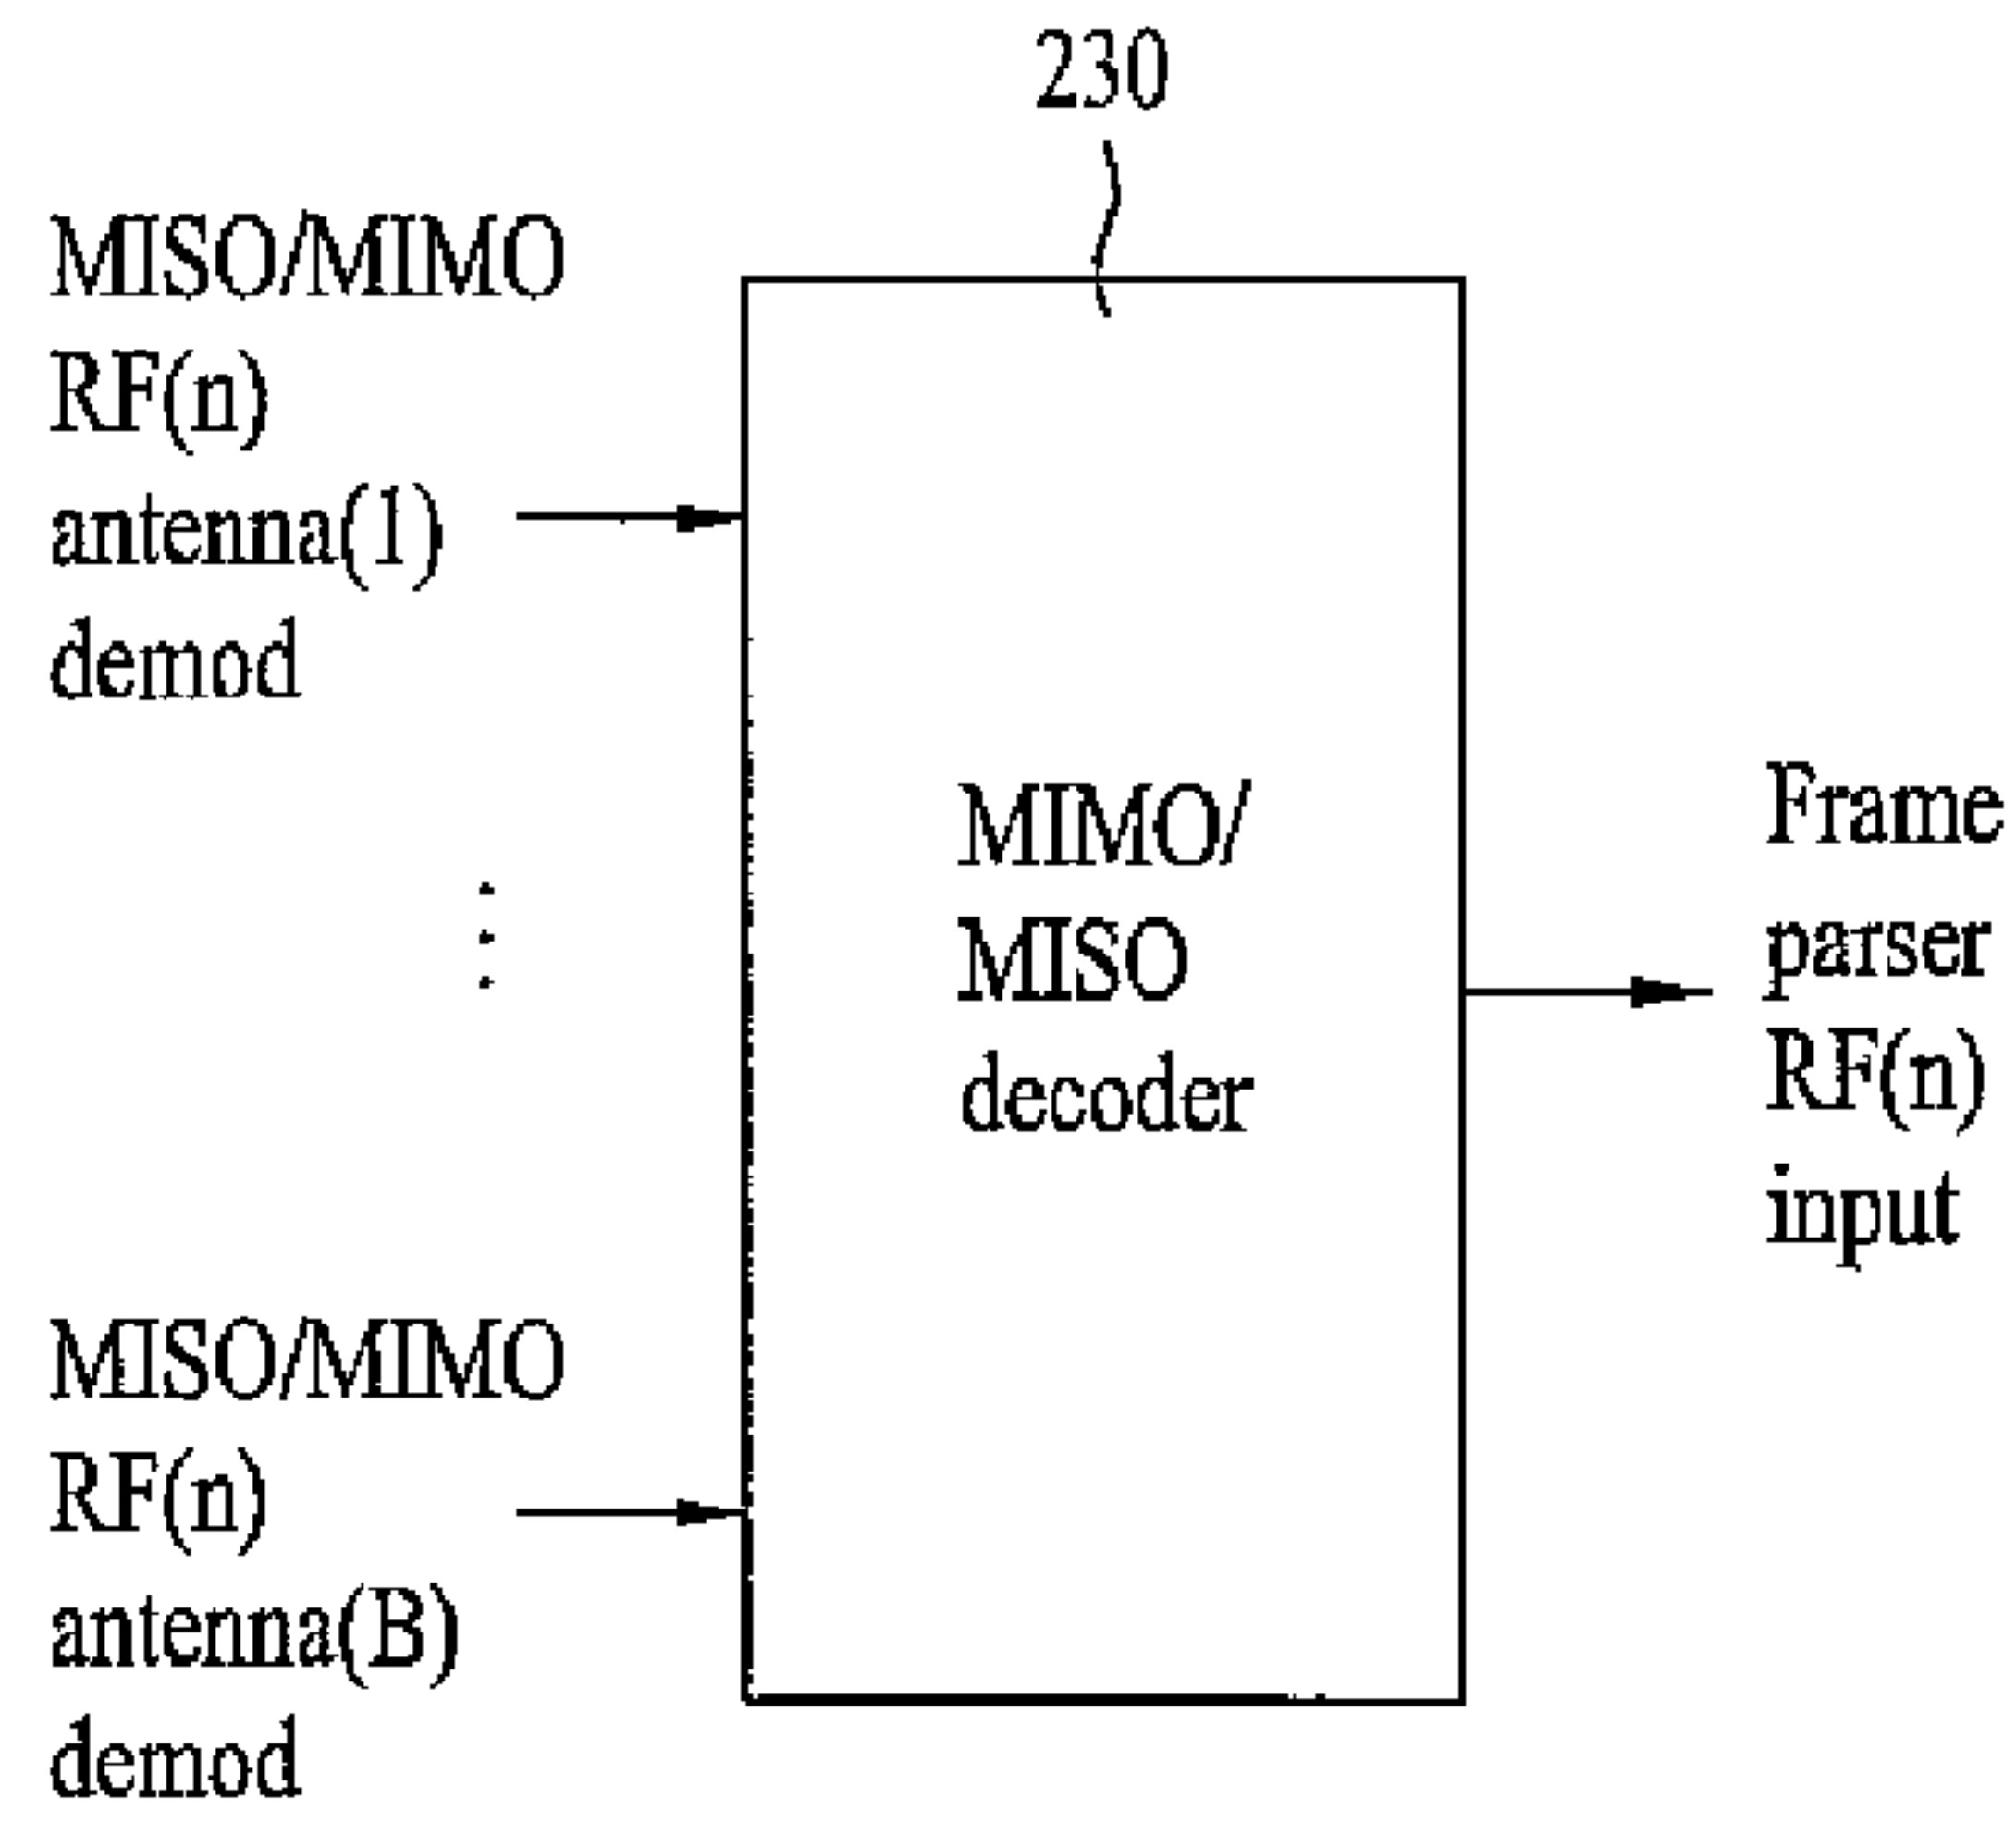 230
MISO/MIMO
RF(n)
antenna(1)
demod
MIMO/
MISO
decoder
Frame
parser
RF(n)
input
MISO/MIMO
RF(n)
antenna(B)
demod